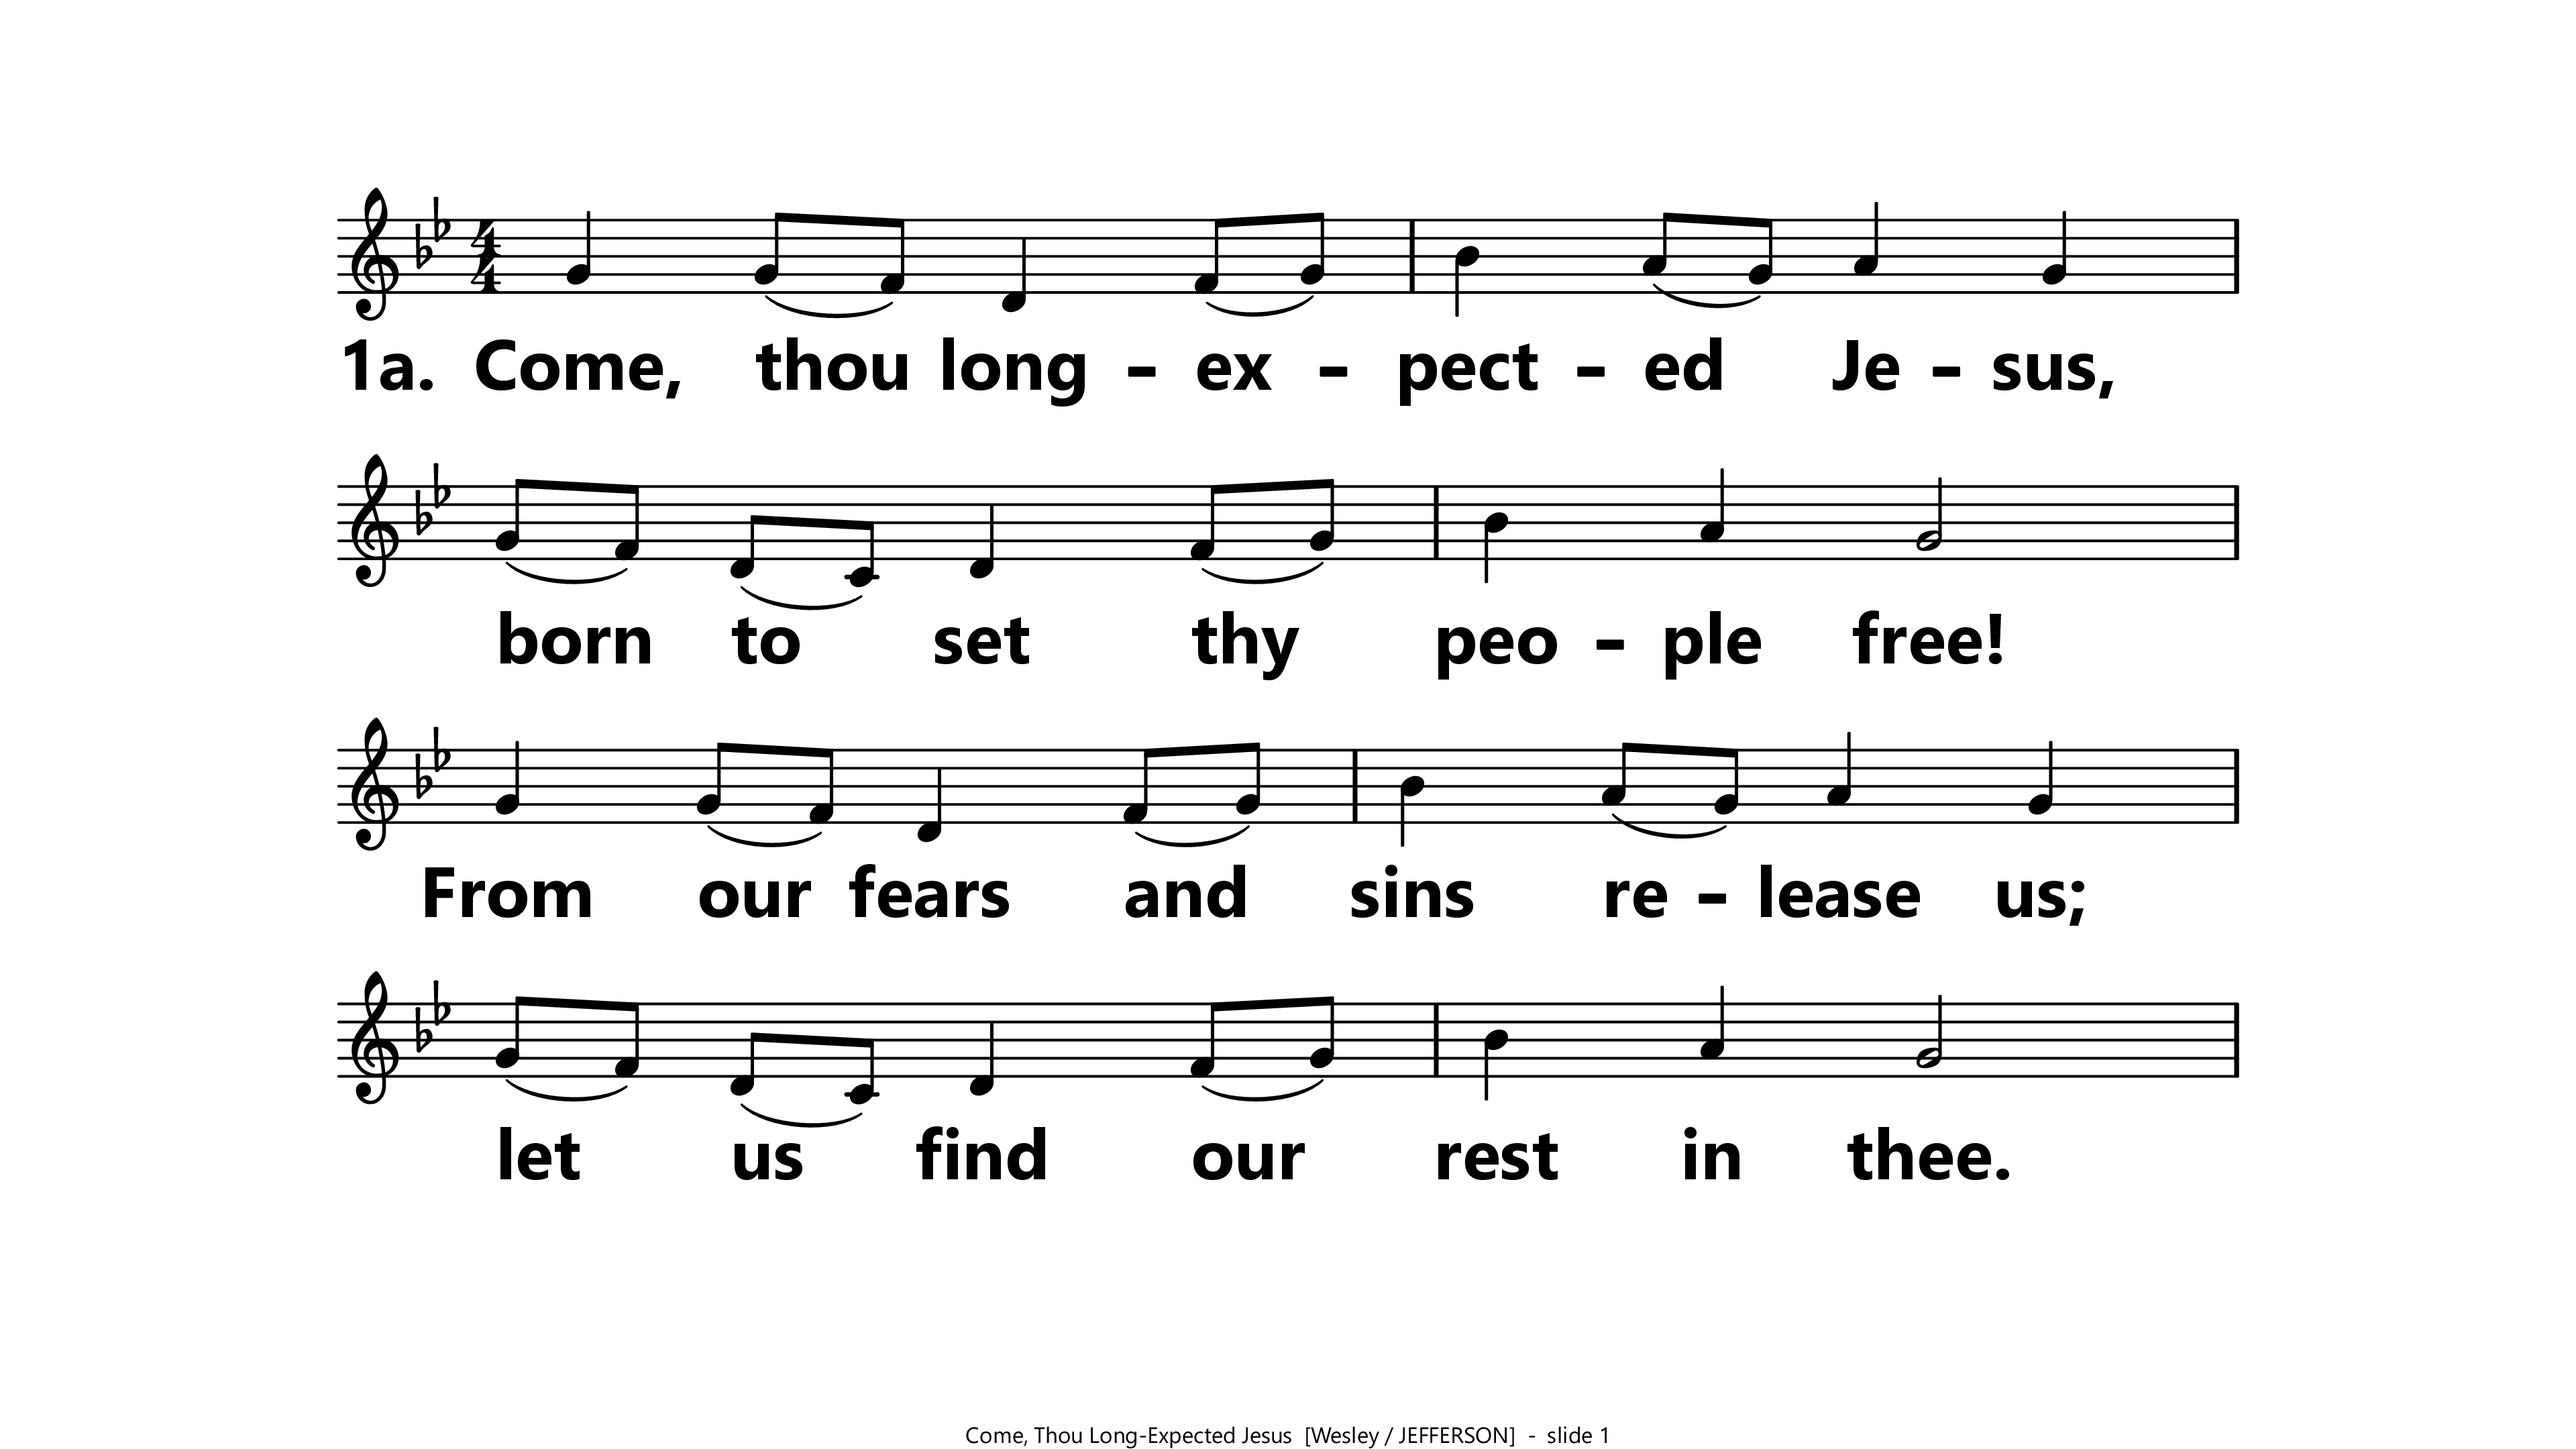 1a. Come, thou long - ex - pect - ed Je - sus,
born to set thy peo - ple free!
From our fears and sins re - lease us;
let us find our rest in thee.
Come, Thou Long-Expected Jesus [Wesley / JEFFERSON] - slide 1